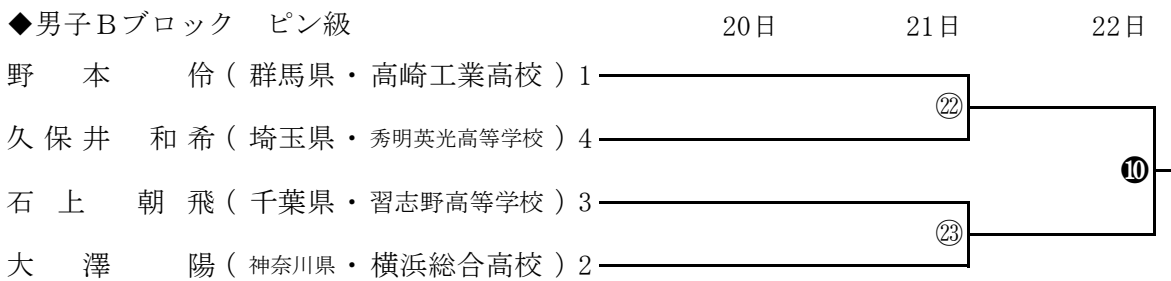 ◆男子Bブロック ピン級 20日 21日 22日
野本 伶 ( 群馬県・高崎工業高校 ) 1
㉒
久保井 和希 ( 埼玉県・秀明英光高等学校 ) 4
❿
石上 朝飛 ( 千葉県・習志野高等学校 ) 3
㉓
大澤 陽 ( 神奈川県・横浜総合高校 ) 2